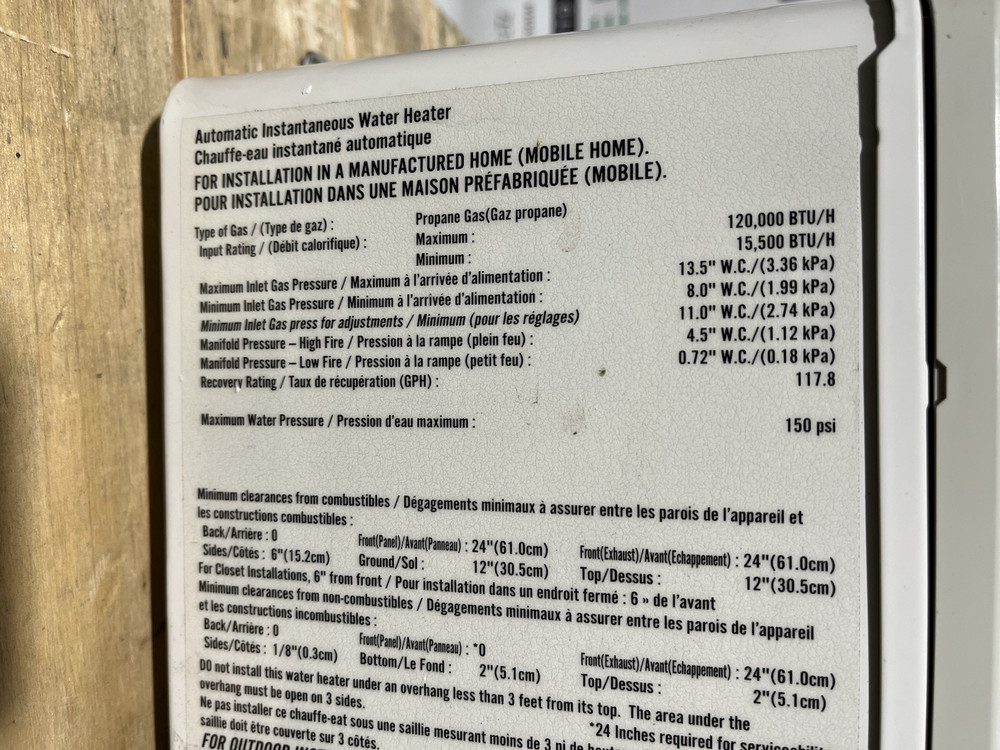 Automatic Instantaneous Water Heater
Chauffe-eau instantané automatique
FOR INSTALLATION IN A MANUFACTURED HOME (MOBILE HOME).
POUR INSTALLATION DANS UNE MAISON PRÉFABRIQUÉE (MOBILE).
Type of Gas / (Type de gaz) : Propane Gas(Gaz propane)
Input Rating / (Débit calorifique) : Maximum : 120,000 BTU/H
Minimum : 15,500 BTU/H
Maximum Inlet Gas Pressure / Maximum à l'arrivée d'alimentation : 13.5" W.C./(3.36 kPa)
Minimum Inlet Gas Pressure / Minimum à l'arrivée d'alimentation : 8.0" W.C./(1.99 kPa)
Minimum Inlet Gas press for adjustments / Minimum (pour les réglages) 11.0" W.C./(2.74 kPa)
Manifold Pressure – High Fire / Pression à la rampe (plein feu) : 4.5" W.C./(1.12 kPa)
Manifold Pressure – Low Fire / Pression à la rampe (petit feu) : 0.72" W.C./(0.18 kPa)
Recovery Rating / Taux de récupération (GPH) : 117.8
Maximum Water Pressure / Pression d'eau maximum : 150 psi
Minimum clearances from combustibles / Dégagements minimaux à assurer entre les parois de l'appareil et
les constructions combustibles :
Back/Arrière : 0 Front(Panel)/Avant(Panneau) : 24"(61.0cm) Front(Exhaust)/Avant(Echappement) : 24"(61.0cm)
Sides/Côtés : 6"(15.2cm) Ground/Sol : 12"(30.5cm) Top/Dessus : 12"(30.5cm)
For Closet Installations, 6" from front / Pour installation dans un endroit fermé : 6 » de l'avant
Minimum clearances from non-combustibles / Dégagements minimaux à assurer entre les parois de l'appareil
et les constructions incombustibles :
Back/Arrière : 0 Front(Panel)/Avant(Panneau) : *0 Front(Exhaust)/Avant(Echappement) : 24"(61.0cm)
Sides/Côtés : 1/8"(0.3cm) Bottom/Le Fond : 2"(5.1cm) Top/Dessus : 2"(5.1cm)
*24 Inches required for
DO not install this water heater under an overhang less than 3 feet from its top. The area under the
overhang must be open on 3 sides.
Ne pas installer ce chauffe-eat sous une saillie mesurant moins de 3 pi de
saillie doit être couverte sur 3 côtés.
FOR OUTDOOR